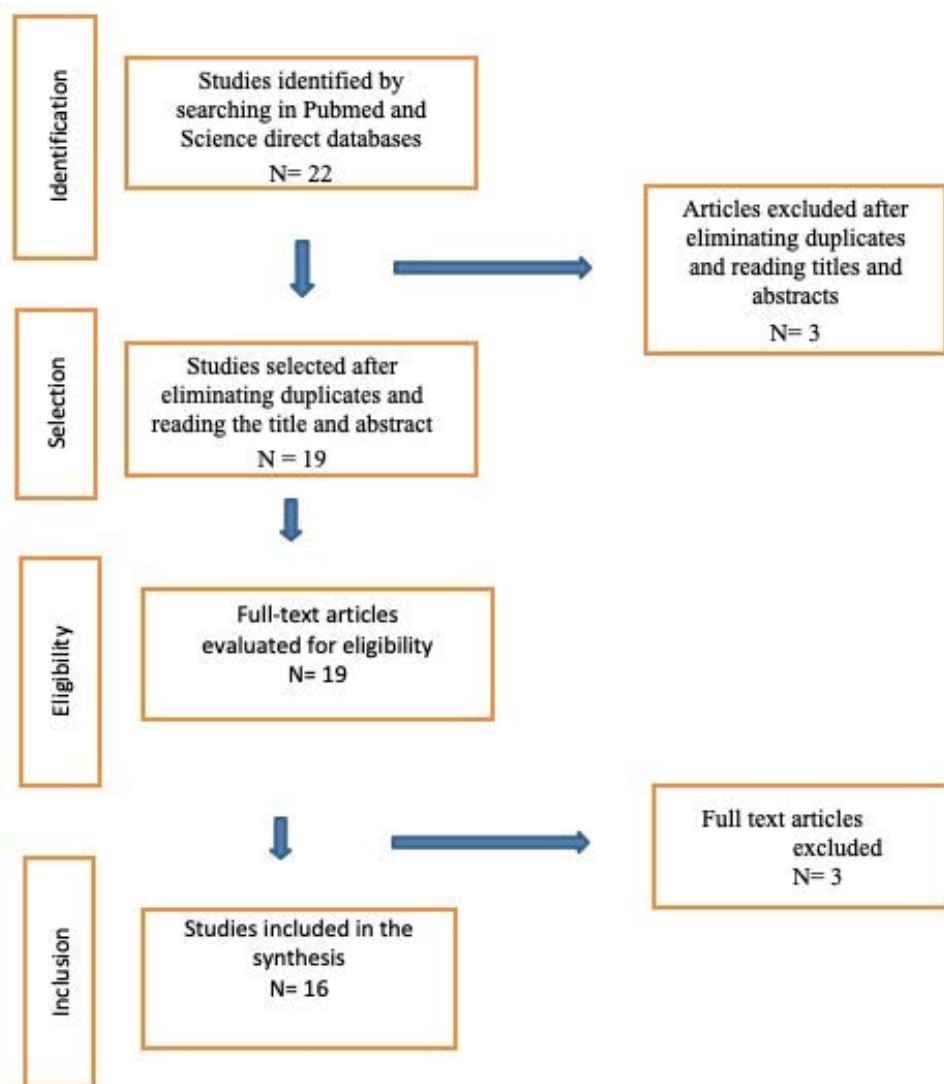 Identification
Studies identified by
searching in Pubmed and
Science direct databases
N= 22
Articles excluded after
eliminating duplicates
and reading titles and
abstracts
N= 3
Selection
Studies selected after
eliminating duplicates and
reading the title and abstract
N = 19
Eligibility
Full-text articles
evaluated for eligibility
N= 19
Full text articles
excluded
N= 3
Inclusion
Studies included in the
synthesis
N= 16